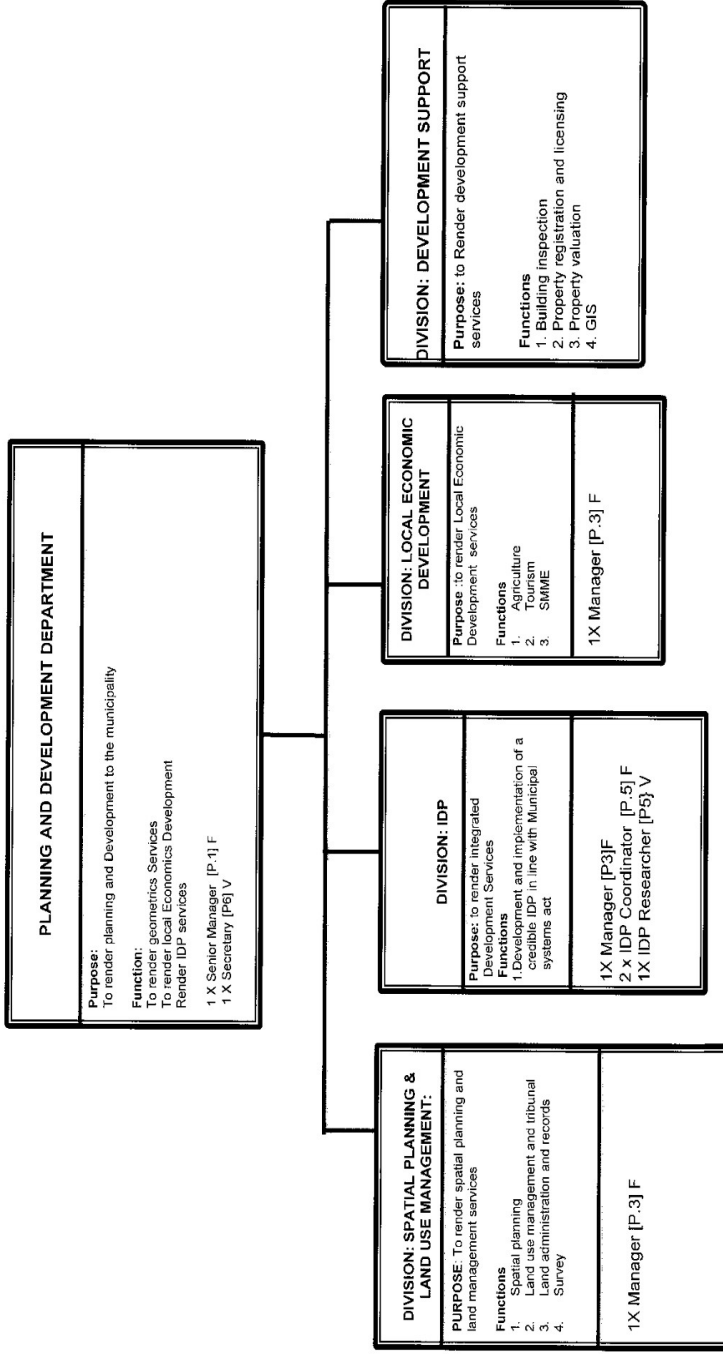 PLANNING AND DEVELOPMENT DEPARTMENT
Purpose:
To render planning and Development to the municipality
Function:
To render geometrics Services
To render local Economics Development
Render IDP services
1 X Senior Manager [P.1] F
1 X Secretary [P6] V
DIVISION: SPATIAL PLANNING &
LAND USE MANAGEMENT:
PURPOSE: To render spatial planning and
land management services
Functions
1. Spatial planning
2. Land use management and tribunal
3. Land administration and records
4. Survey
1X Manager [P.3] F
DIVISION: IDP
Purpose: to render integrated
Development Services
Functions
1.Development and implementation of a
credible IDP in line with Municipal
systems act
1X Manager [P3]F
2 x IDP Coordinator [P.5] F
1X IDP Researcher [P5} V
DIVISION: LOCAL ECONOMIC
DEVELOPMENT
Purpose :to render Local Economic
Development services
Functions
1. Agriculture
2. Tourism
3. SMME
1X Manager [P.3] F
DIVISION: DEVELOPMENT SUPPORT
Purpose: to Render development support
services
Functions
1. Building inspection
2. Property registration and licensing
3. Property valuation
4. GIS